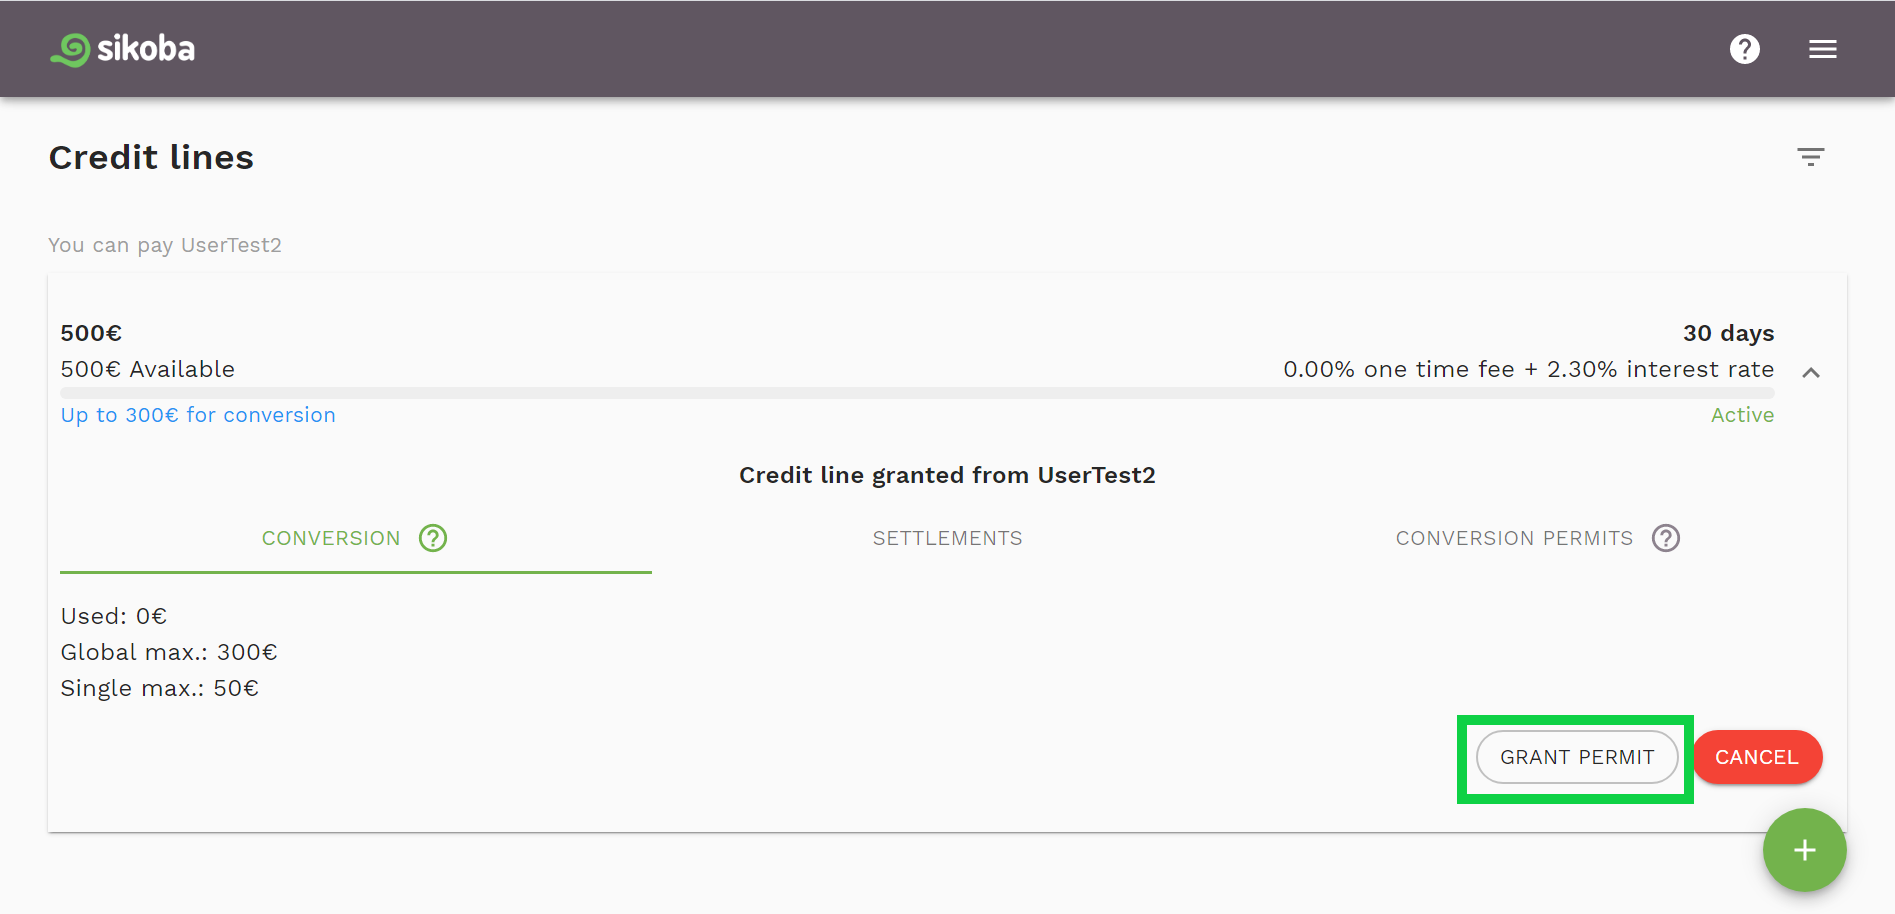 sikoba
Credit lines
You can pay UserTest2
500€
30 days
500€ Available
0.00% one time fee + 2.30% interest rate
Up to 300€ for conversion
Active
Credit line granted from UserTest2
CONVERSION ?
SETTLEMENTS
CONVERSION PERMITS ?
Used: 0€
Global max.: 300€
Single max.: 50€
GRANT PERMIT
CANCEL